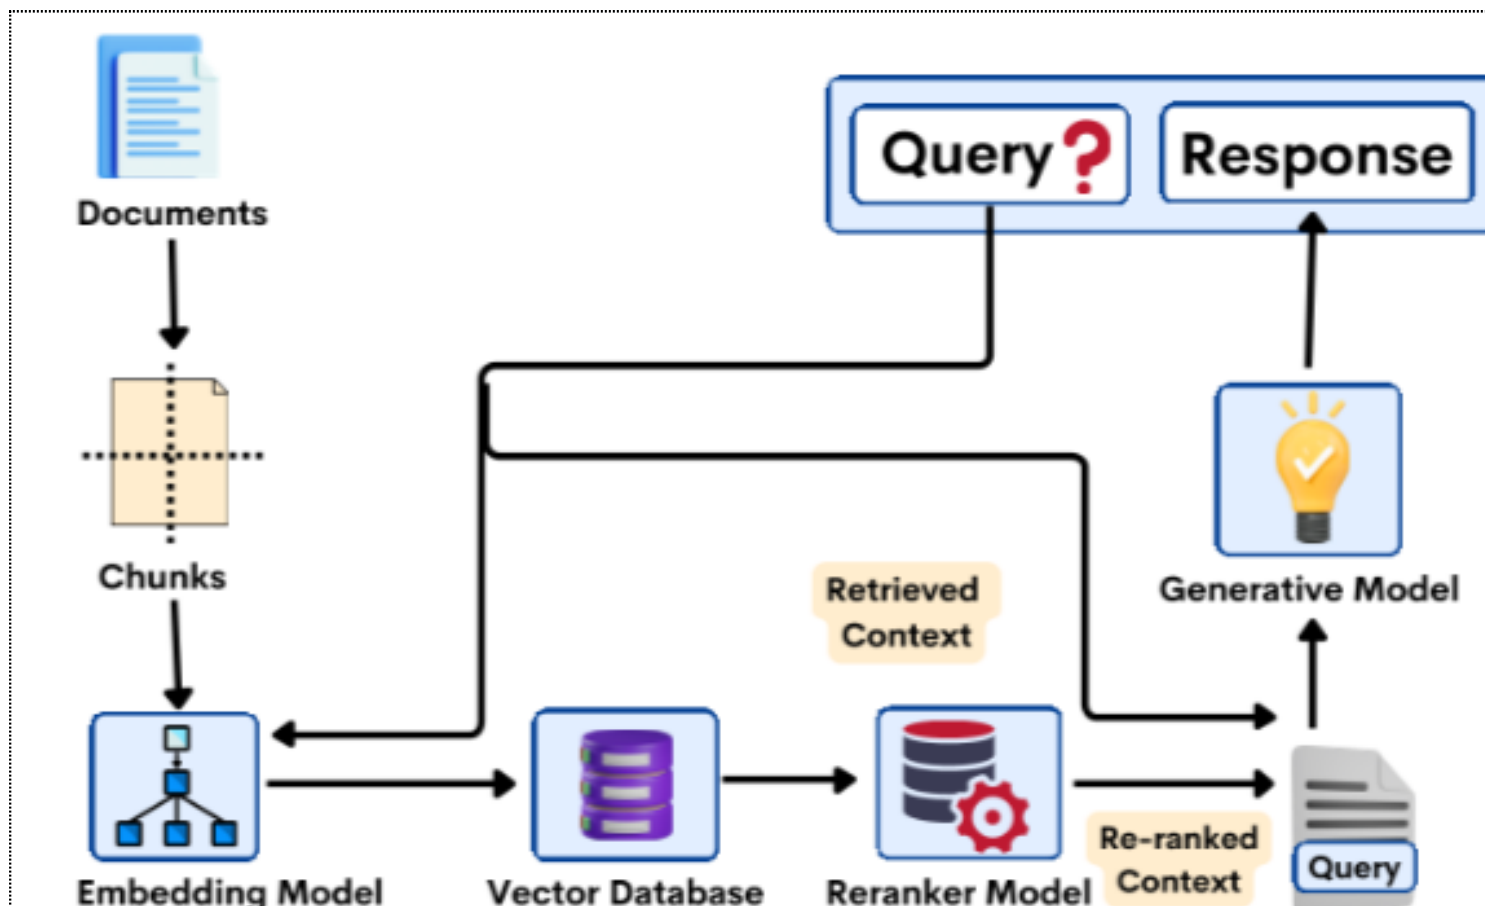 Documents
Query?
Response
Chunks
Generative Model
Retrieved
Context
Embedding Model
Vector Database
Reranker Model
Re-ranked
Context
Query